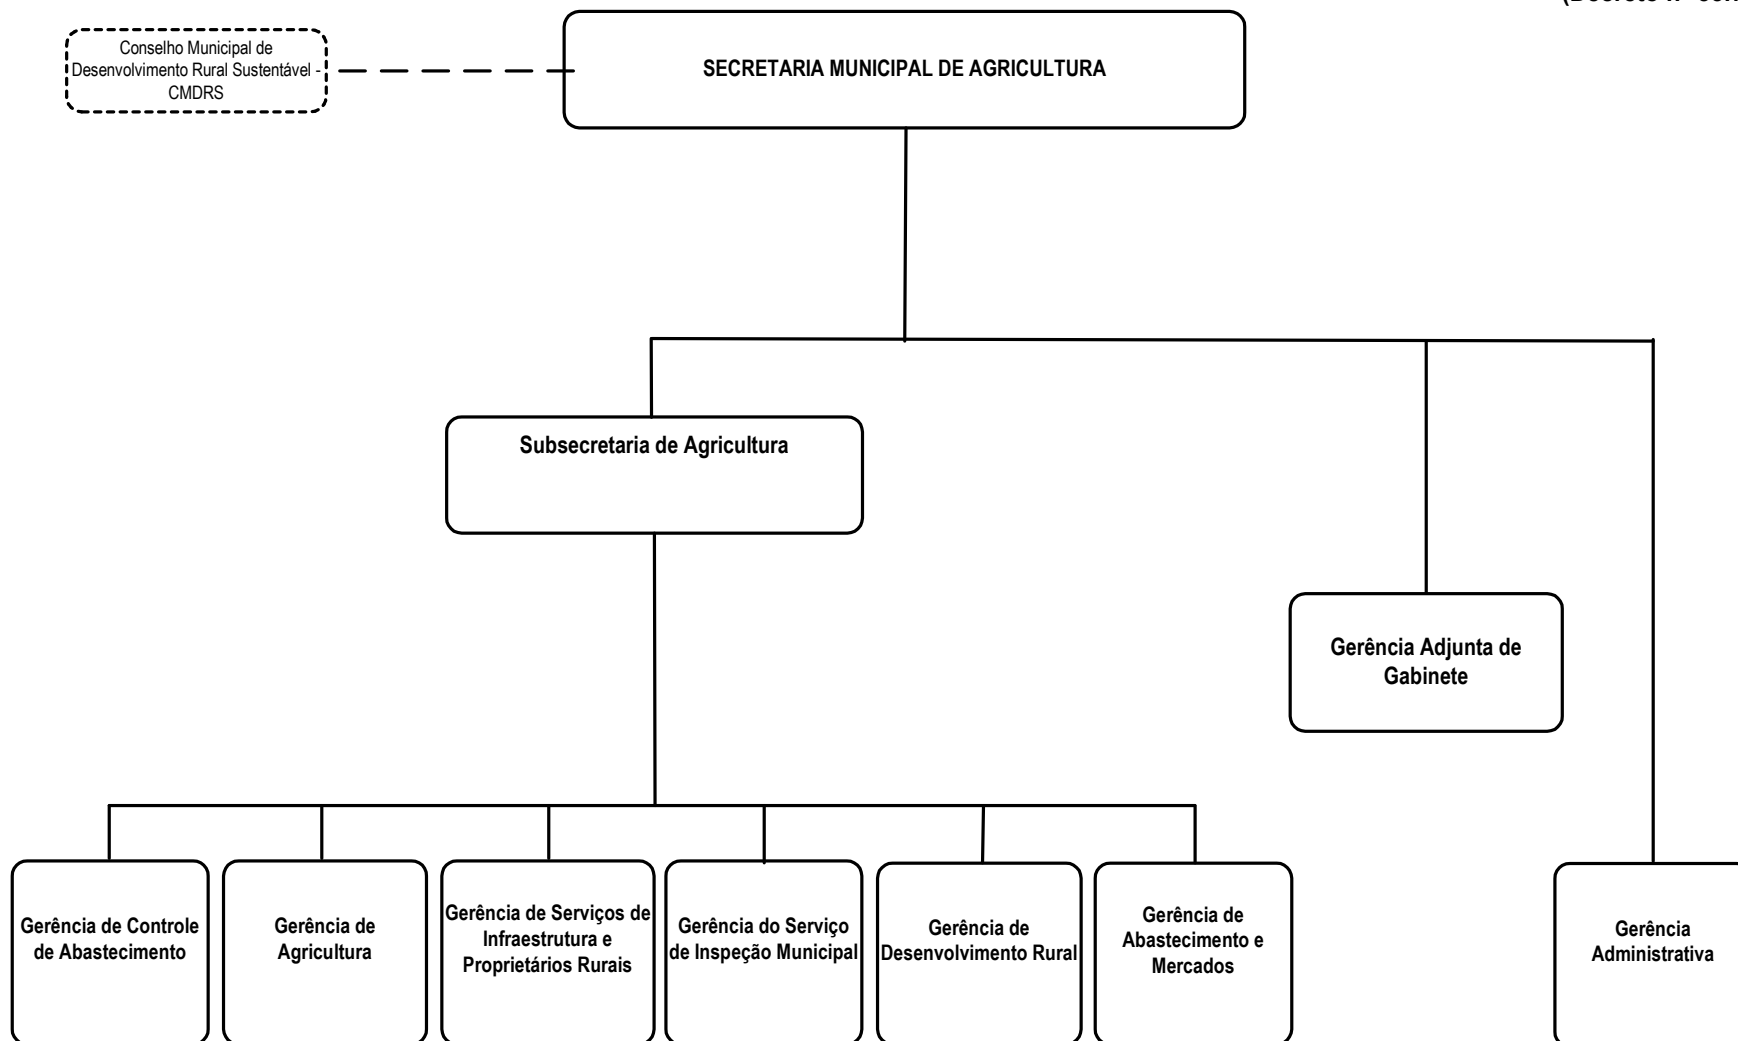 (Decreto nº
Conselho Municipal de
Desenvolvimento Rural Sustentável -
CMDRS
SECRETARIA MUNICIPAL DE AGRICULTURA
Subsecretaria de Agricultura
Gerência Adjunta de
Gabinete
Gerência de Controle
de Abastecimento
Gerência de
Agricultura
Gerência de Serviços de
Infraestrutura e
Proprietários Rurais
Gerência do Serviço
de Inspeção Municipal
Gerência de
Desenvolvimento Rural
Gerência de
Abastecimento e
Mercados
Gerência
Administrativa